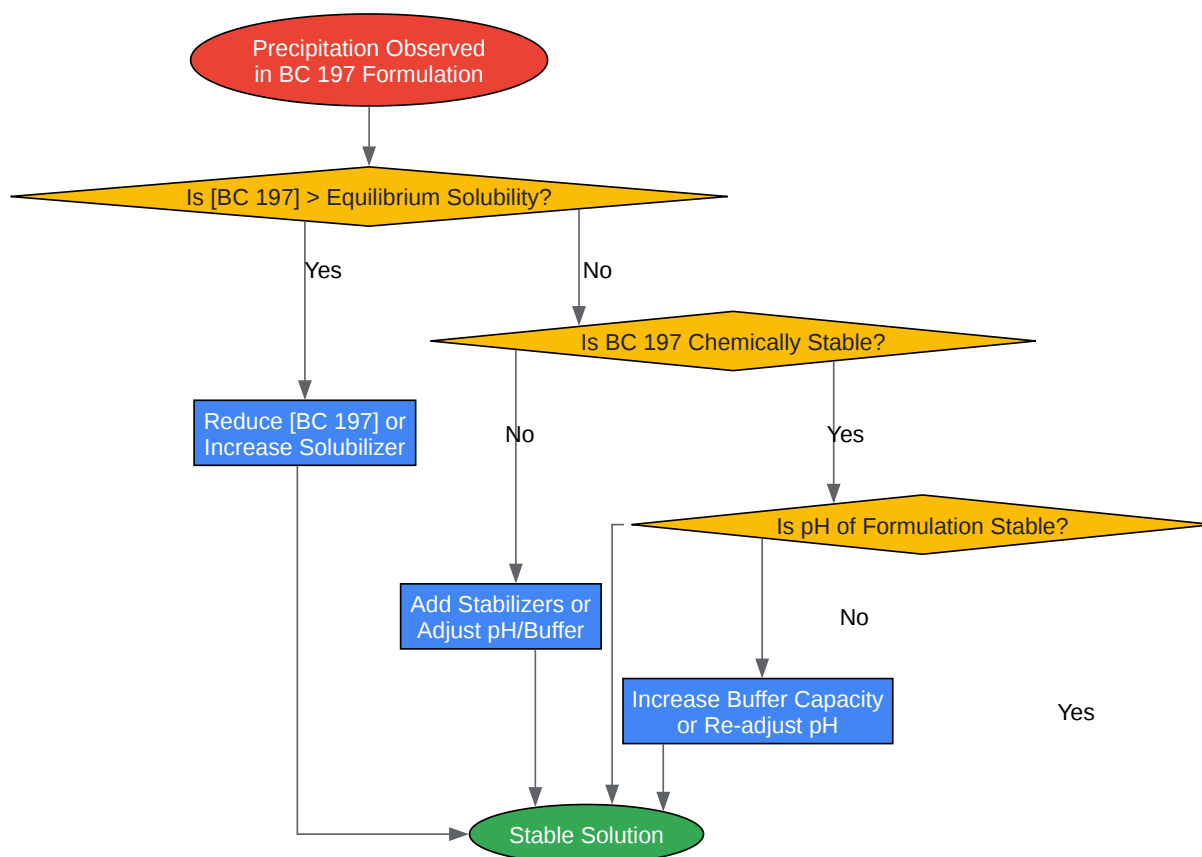 Precipitation Observed
in BC 197 Formulation
Is [BC 197] > Equilibrium Solubility?
Yes
No
Is BC 197 Chemically Stable?
Reduce [BC 197] or
Increase Solubilizer
No
Yes
Is pH of Formulation Stable?
Add Stabilizers or
Adjust pH/Buffer
No
Increase Buffer Capacity
or Re-adjust pH
Yes
Stable Solution